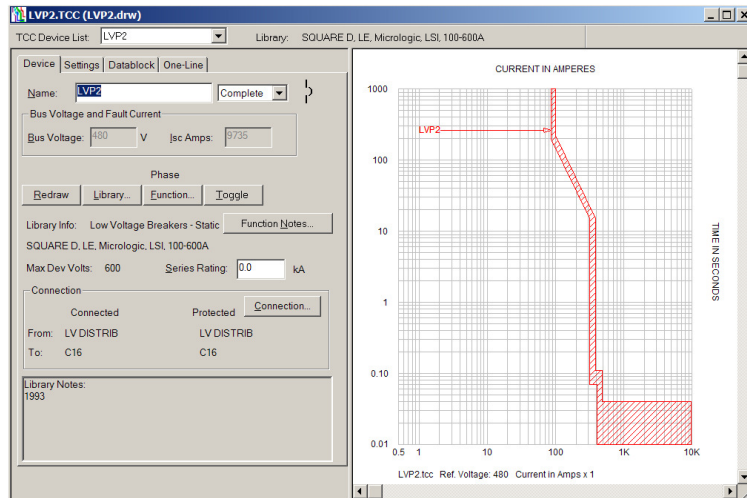 LVP2.TCC (LVP2.drw)
TCC Device List: LVP2 Library: SQUARE D, LE, Micrologic, LSI, 100-600A
Device Settings Datablock One-Line
Name: LVP2 Complete
Bus Voltage and Fault Current
Bus Voltage: 480 V Isc Amps: 9735
Phase
Redraw Library... Function... Toggle
Library Info: Low Voltage Breakers - Static Function Notes...
SQUARE D, LE, Micrologic, LSI, 100-600A
Max Dev Volts: 600 Series Rating: 0.0 kA
Connection
Connected Protected Connection...
From: LV DISTRIB LV DISTRIB
To: C16 C16
Library Notes:
1993
CURRENT IN AMPERES
1000
LVP2
100
10
1
0.10
0.01
0.5 1 10 100 1K 10K
TIME IN SECONDS
LVP2.tcc Ref. Voltage: 480 Current in Amps x 1